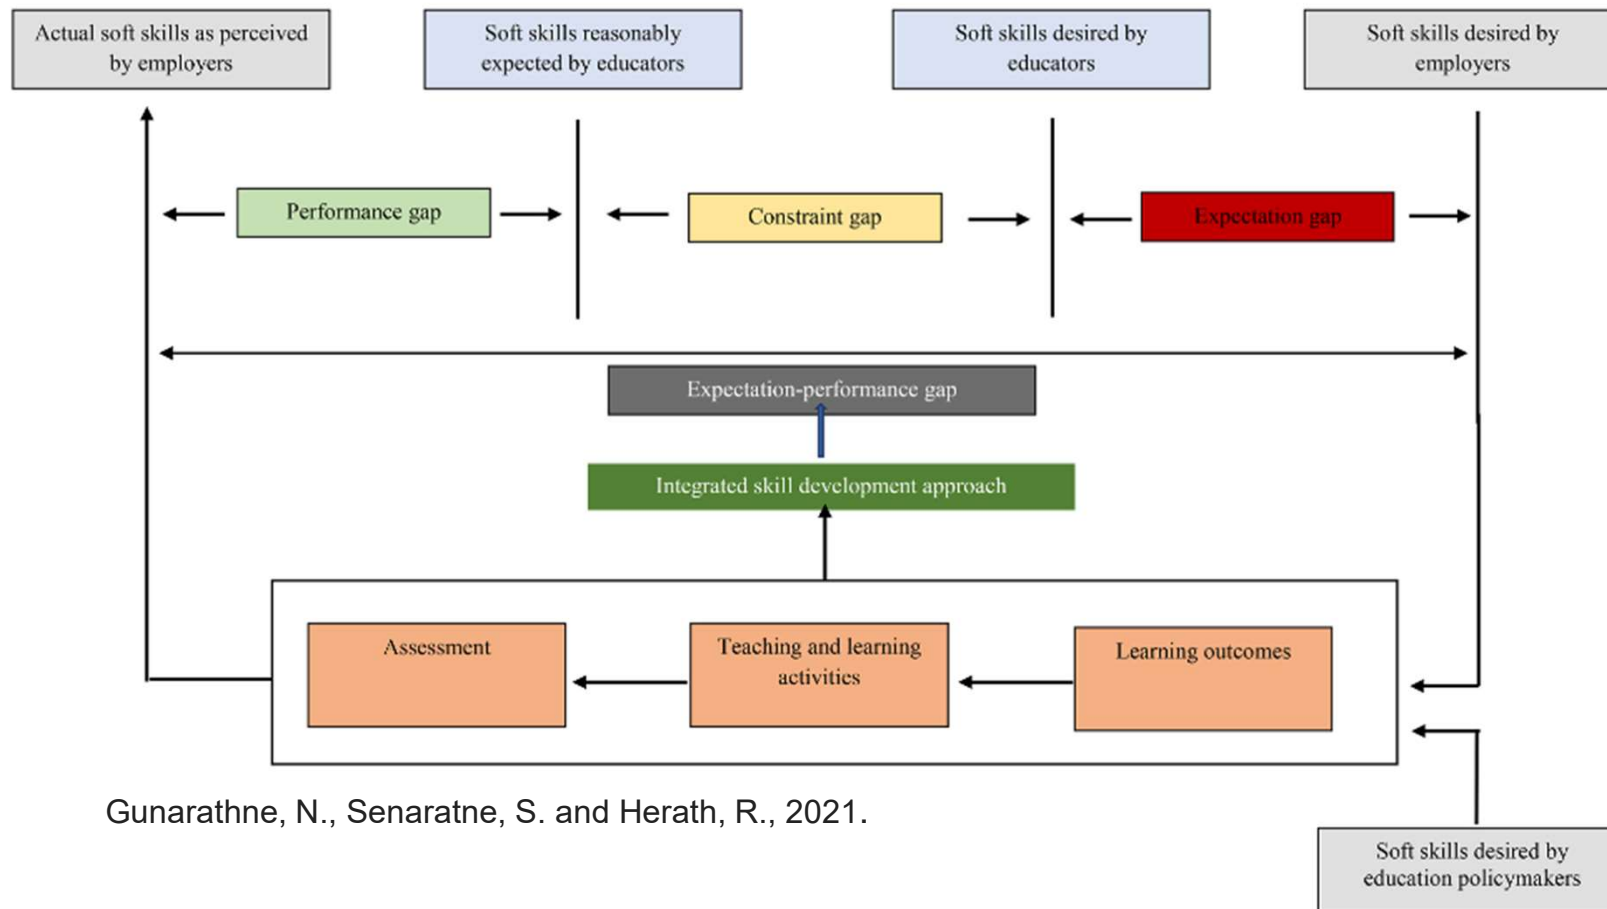 Actual soft skills as perceived
by employers
Soft skills reasonably
expected by educators
Soft skills desired by
educators
Soft skills desired by
employers
Performance gap
Constraint gap
Expectation gap
Expectation-performance gap
Integrated skill development approach
Assessment
Teaching and learning
activities
Learning outcomes
Gunarathne, N., Senaratne, S. and Herath, R., 2021.
Soft skills desired by
education policymakers